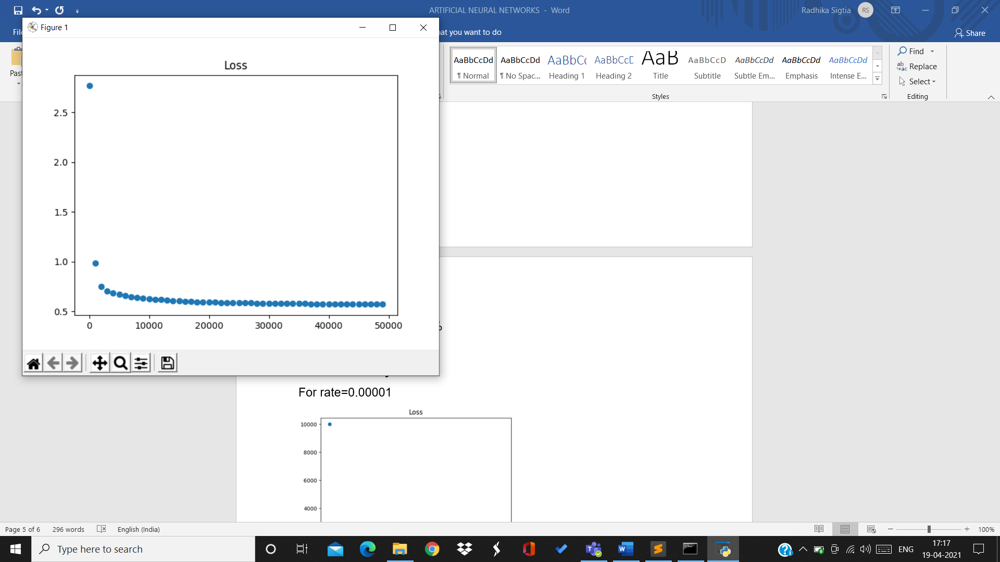 ARTIFICIAL NEURAL NETWORKS - Word
Radhika Sigtia
RS
Figure 1
hat you want to do
Share
Loss
2.5
2.0
1.5
1.0
0.5
0 10000 20000 30000 40000 50000
AaBbCcDd AaBbCcDd AaBbCc AaBbCcD AaB AaBbCcD AaBbCcDd AaBbCcDd AaBbCcDd
¶ Normal ¶ No Spac... Heading 1 Heading 2 Title Subtitle Subtle Em... Emphasis Intense E...
Styles
Find
Replace
Select
Editing
%
For rate=0.00001
Loss
10000
8000
6000
4000
Page 5 of 6 296 words English (India)
100%
Type here to search
ENG
17:17
19-04-2021